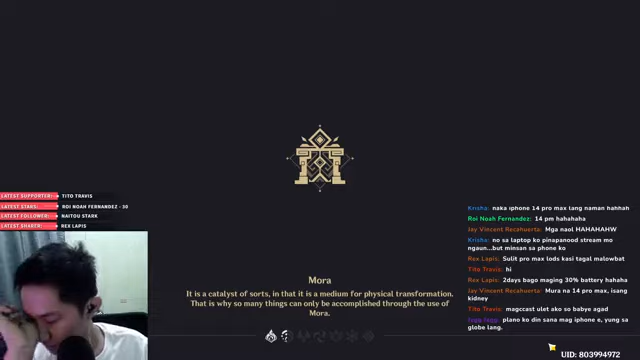 LATEST SUPPORTER: TITO TRAVIS
LATEST STARS: ROI NOAH FERNANDEZ - 30
LATEST FOLLOWER: NAITOU STARK
LATEST SHARER: REX LAPIS
Mora
It is a catalyst of sorts, in that it is a medium for physical transformation.
That is why so many things can only be accomplished through the use of
Mora.
Krisha: naka iphone 14 pro max lang naman hahhah
Roi Noah Fernandez: 14 pm hahahaha
Jay Vincent Recahuerta: Mga naol HAHAHAHW
Krisha: no sa laptop ko pinapanood stream mo
ngaun...but minsan sa phone ko
Rex Lapis: Sulit pro max lods kasi tagal malowbat
Tito Travis: hi
Rex Lapis: 2days bago maging 30% battery hahaha
Jay Vincent Recahuerta: Mura na 14 pro max, isang
kidney
Tito Travis: magccast ulet ako so babye agad
plano ko din sana mag iphone e, yung sa
globe lang.
UID: 803994972